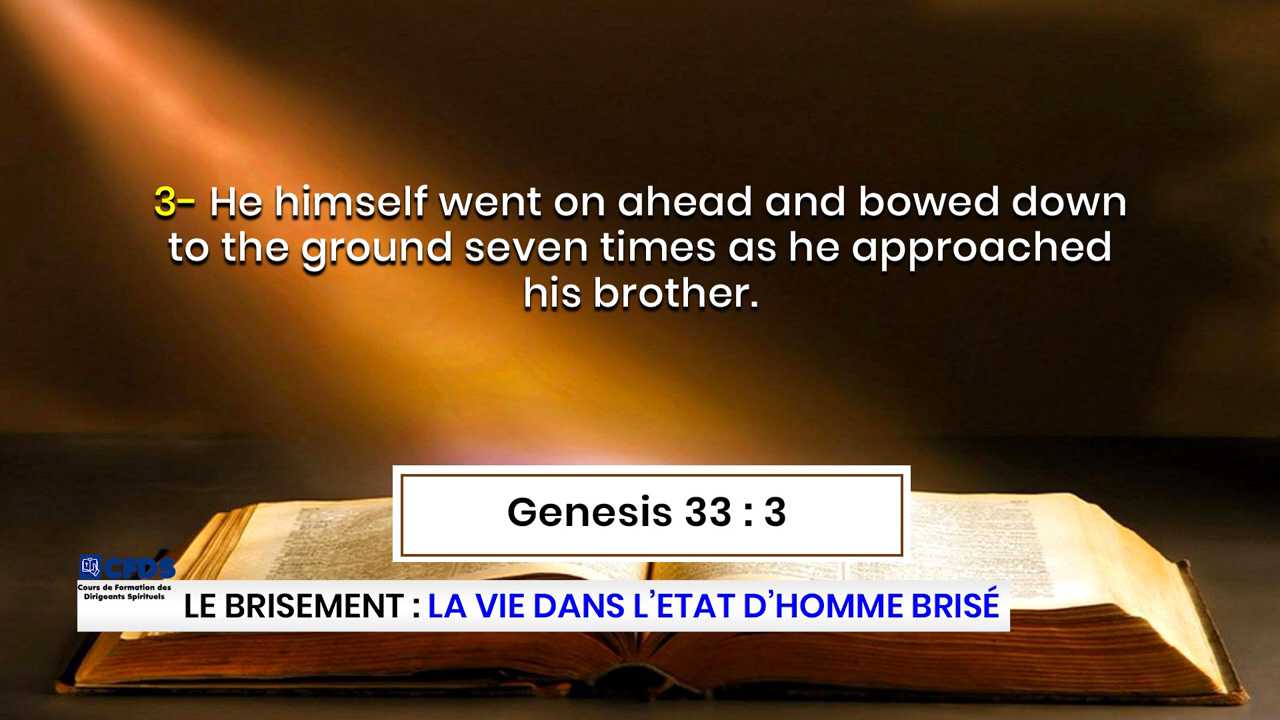 3- He himself went on ahead and bowed down
to the ground seven times as he approached
his brother.
Genesis 33 : 3
CFDS
Cours de Formation des
Dirigeants Spirituels
LE BRISEMENT : LA VIE DANS L’ETAT D’HOMME BRISÉ